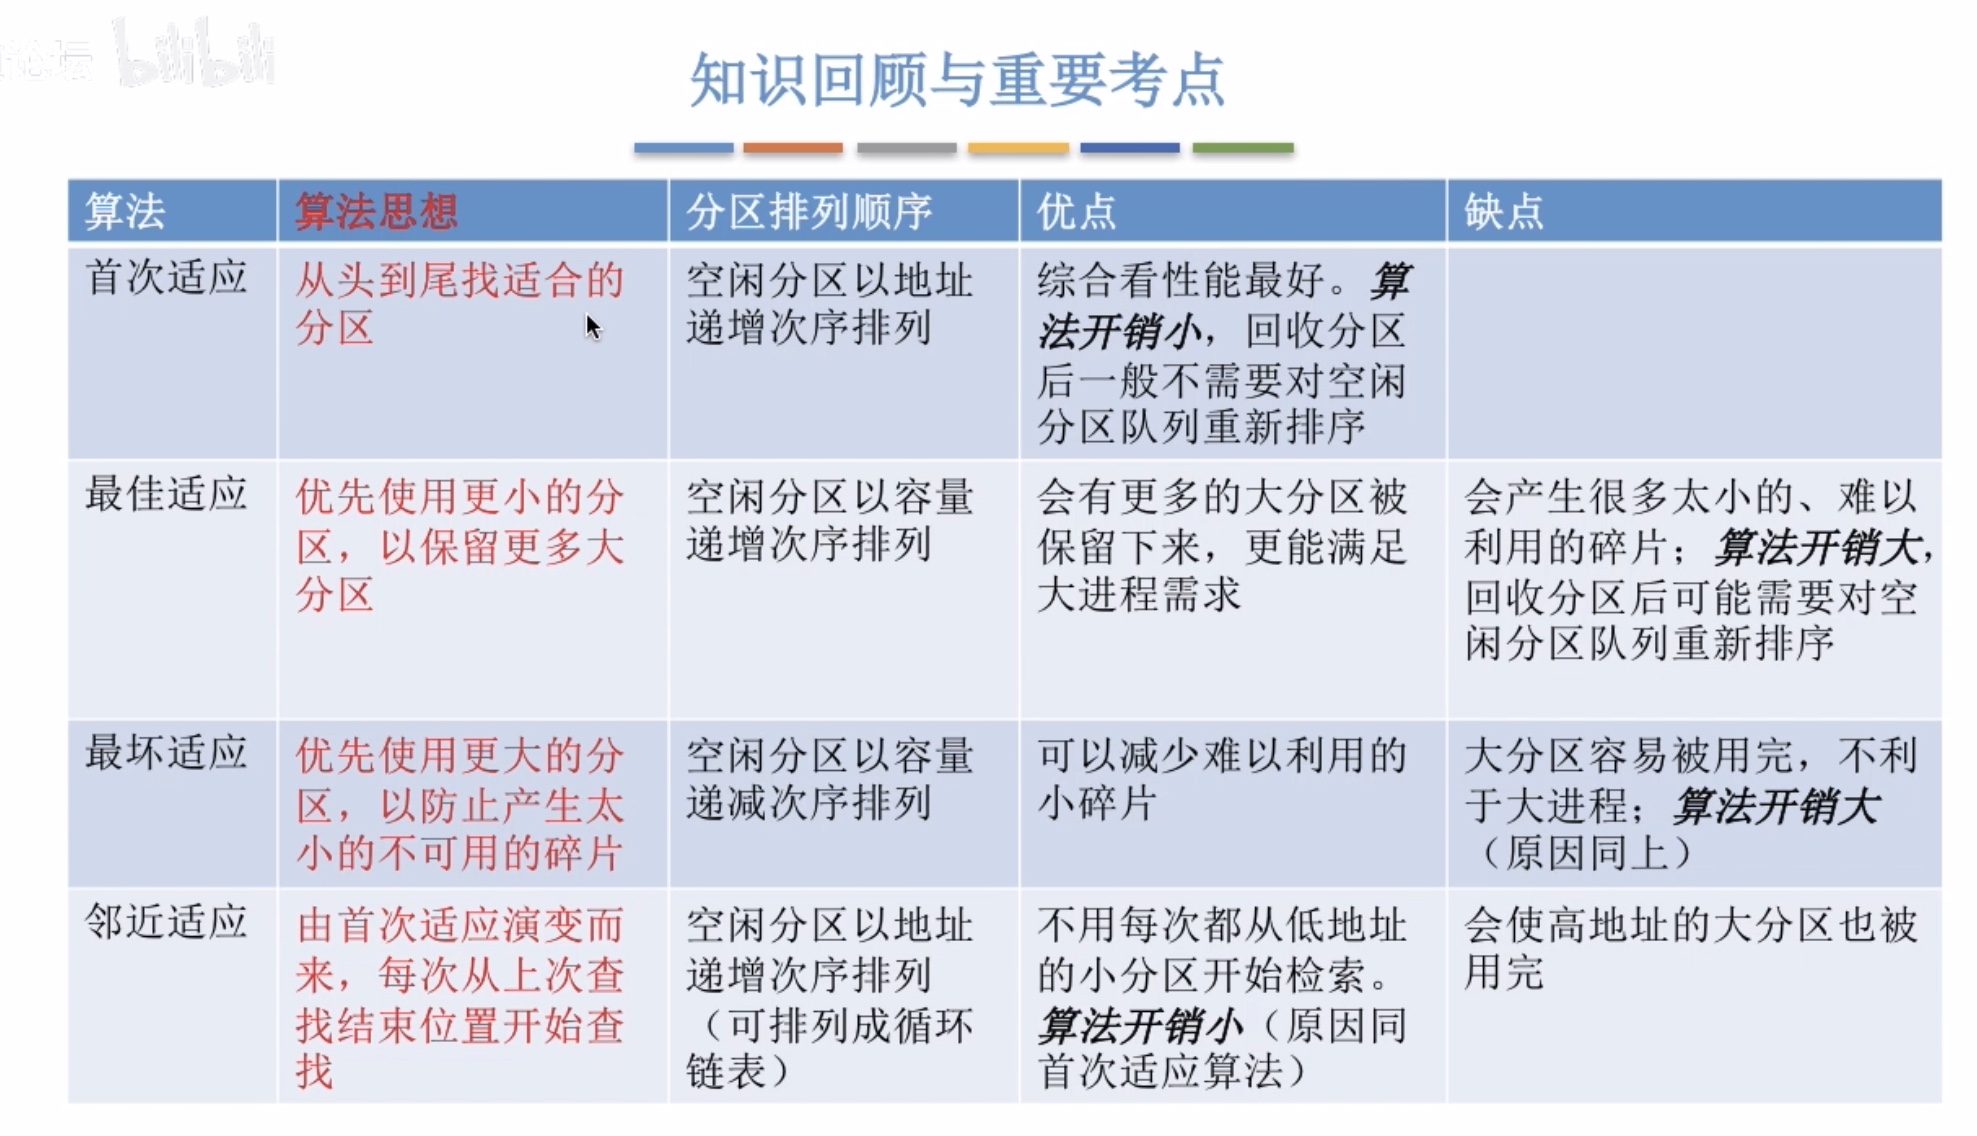 论坛 bilibili
知识回顾与重要考点
算法
算法思想
分区排列顺序
优点
缺点
首次适应
从头到尾找适合的
分区
空闲分区以地址
递增次序排列
综合看性能最好。算
法开销小，回收分区
后一般不需要对空闲
分区队列重新排序
最佳适应
优先使用更小的分
区，以保留更多大
分区
空闲分区以容量
递增次序排列
会有更多的大分区被
保留下来，更能满足
大进程需求
会产生很多太小的、难以
利用的碎片；算法开销大，
回收分区后可能需要对空
闲分区队列重新排序
最坏适应
优先使用更大的分
区，以防止产生太
小的不可用的碎片
空闲分区以容量
递减次序排列
可以减少难以利用的
小碎片
大分区容易被用完，不利
于大进程；算法开销大
（原因同上）
邻近适应
由首次适应演变而
来，每次从上次查
找结束位置开始查
找
空闲分区以地址
递增次序排列
（可排列成循环
链表）
不用每次都从低地址
的小分区开始检索。
算法开销小（原因同
首次适应算法）
会使高地址的大分区也被
用完